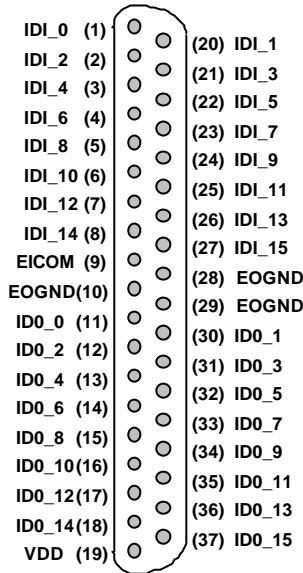 IDI_0 (1)
(20) IDI_1
IDI_2 (2)
(21) IDI_3
IDI_4 (3)
(22) IDI_5
IDI_6 (4)
(23) IDI_7
IDI_8 (5)
(24) IDI_9
IDI_10 (6)
(25) IDI_11
IDI_12 (7)
(26) IDI_13
IDI_14 (8)
(27) IDI_15
EICOM (9)
(28) EOGND
EOGND(10)
(29) EOGND
ID0_0 (11)
(30) ID0_1
ID0_2 (12)
(31) ID0_3
ID0_4 (13)
(32) ID0_5
ID0_6 (14)
(33) ID0_7
ID0_8 (15)
(34) ID0_9
ID0_10(16)
(35) ID0_11
ID0_12(17)
(36) ID0_13
ID0_14(18)
(37) ID0_15
VDD (19)